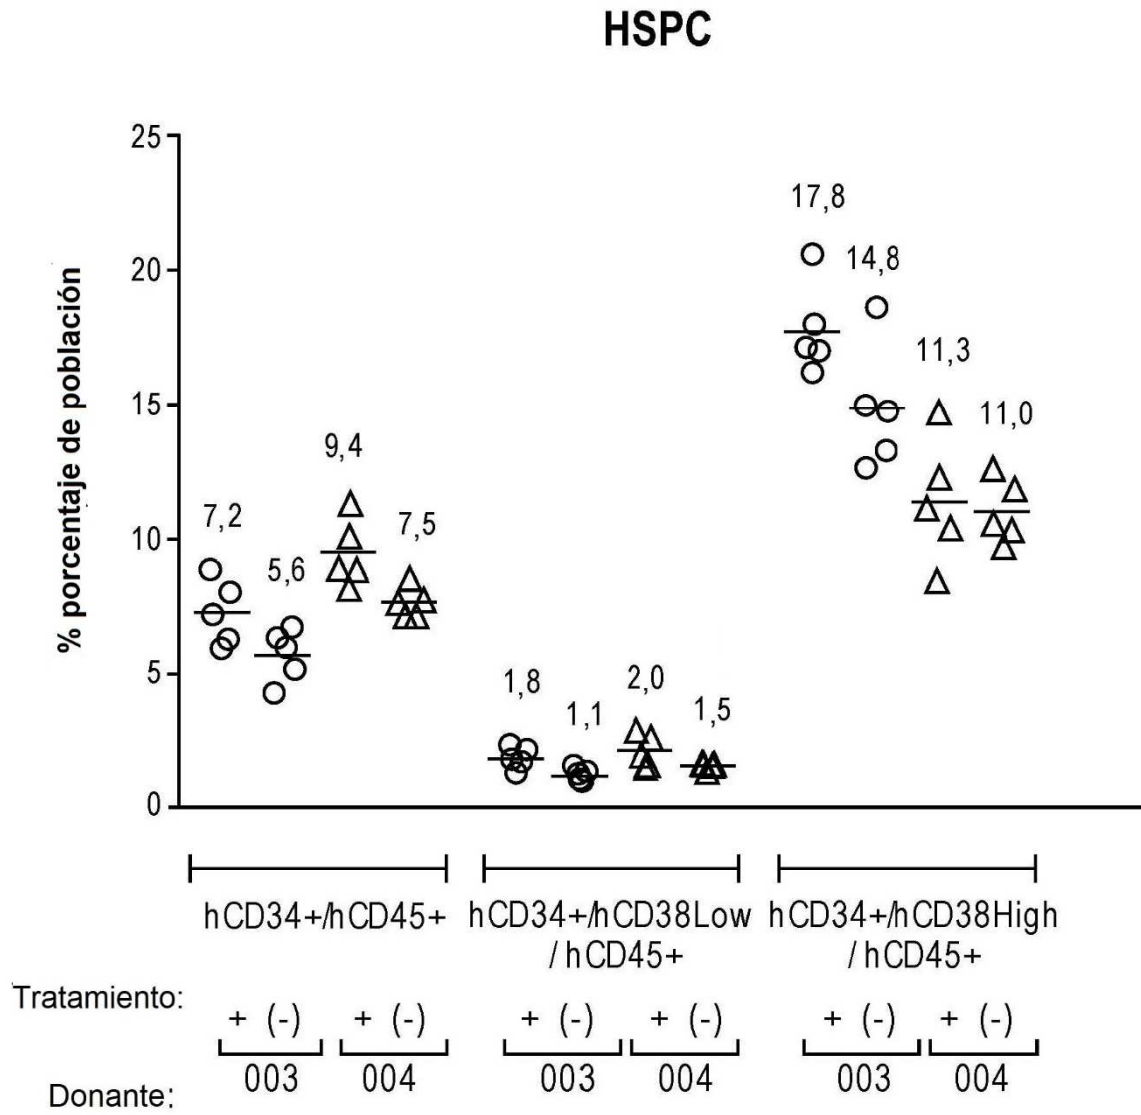 HSPC
% porcentaje de población
25
20
15
10
5
0
7,2
5,6
9,4
7,5
1,8
1,1
2,0
1,5
17,8
14,8
11,3
11,0
hCD34+/hCD45+
hCD34+/hCD38Low
/ hCD45+
hCD34+/hCD38High
/ hCD45+
Tratamiento:
+ (-) + (-) + (-) + (-) + (-) + (-)
Donante:
003 004 003 004 003 004